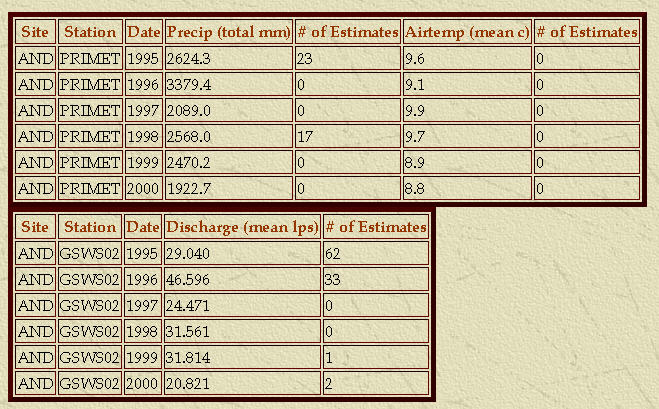 Site Station Date Precip (total mm) # of Estimates Airtemp (mean c) # of Estimates
AND PRIMET 1995 2624.3 23 9.6 0
AND PRIMET 1996 3379.4 0 9.1 0
AND PRIMET 1997 2089.0 0 9.9 0
AND PRIMET 1998 2568.0 17 9.7 0
AND PRIMET 1999 2470.2 0 8.9 0
AND PRIMET 2000 1922.7 0 8.8 0
Site Station Date Discharge (mean lps) # of Estimates
AND GSWS02 1995 29.040 62
AND GSWS02 1996 46.596 33
AND GSWS02 1997 24.471 0
AND GSWS02 1998 31.561 0
AND GSWS02 1999 31.814 1
AND GSWS02 2000 20.821 2